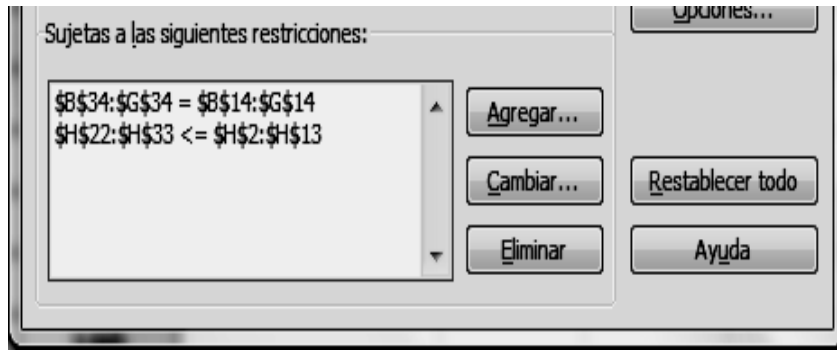 Opciones...
Sujetas a las siguientes restricciones:
$B$34:$G$34 = $B$14:$G$14
$H$22:$H$33 <= $H$2:$H$13
Agregar...
Cambiar...
Restablecer todo
Eliminar
Ayuda